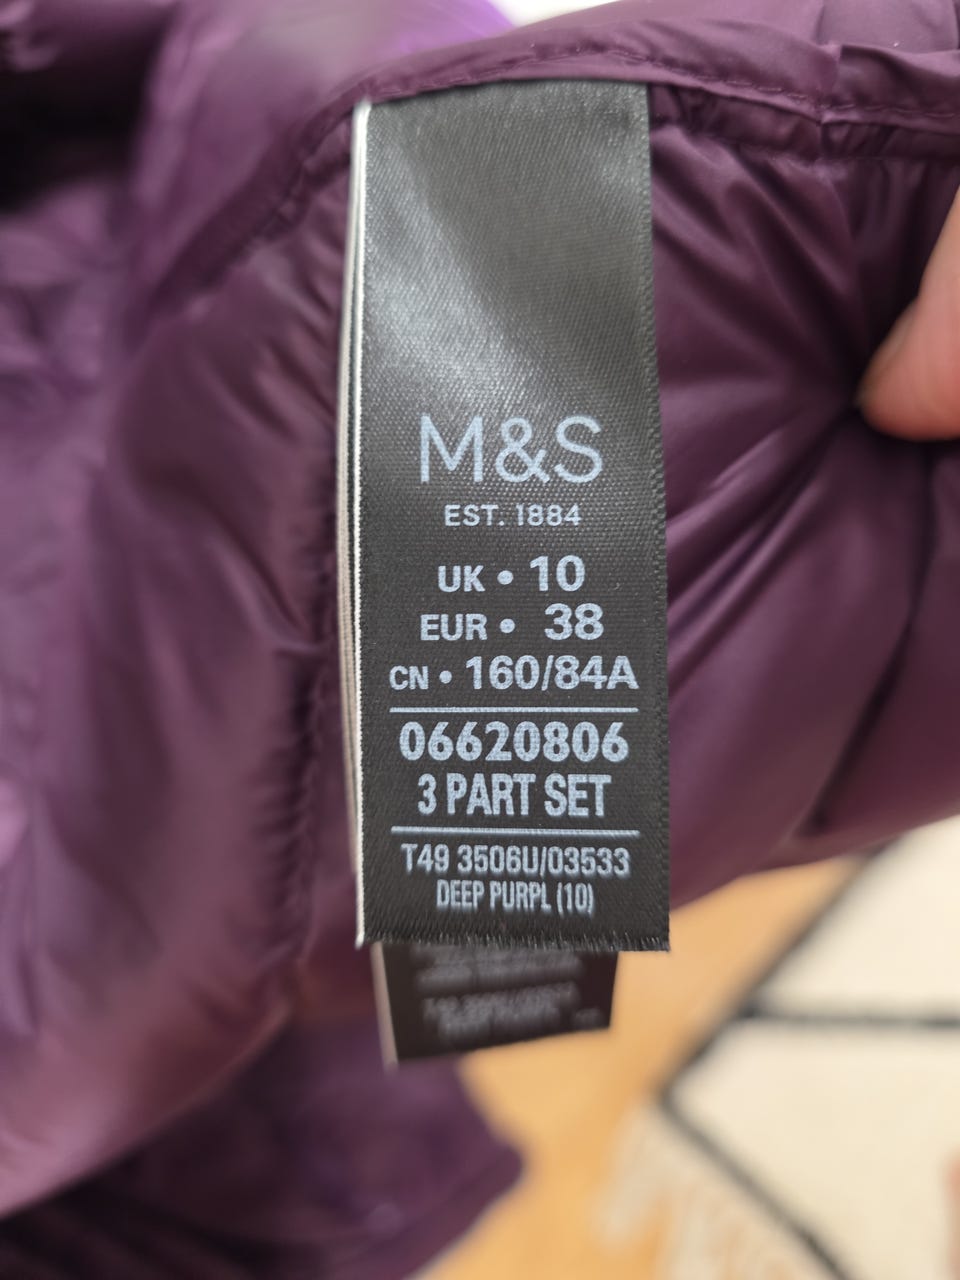 M&S
EST. 1884
UK • 10
EUR • 38
CN • 160/84A
06620806
3 PART SET
T49 3506U/03533
DEEP PURPL (10)